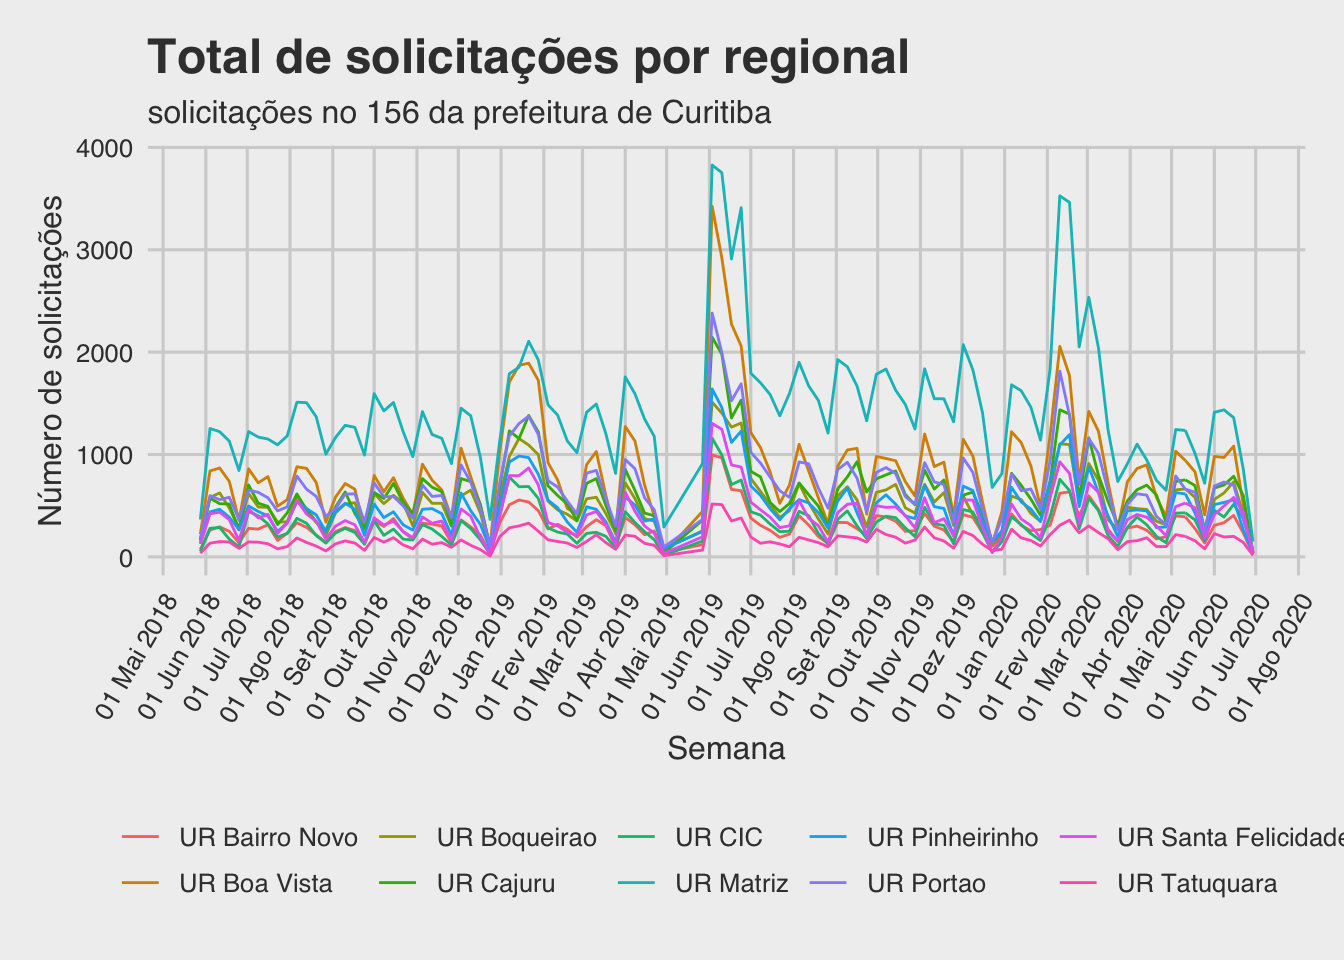 Total de solicitações por regional
solicitações no 156 da prefeitura de Curitiba
Número de solicitações
4000
3000
2000
1000
0
01 Mai 2018
01 Jun 2018
01 Jul 2018
01 Ago 2018
01 Set 2018
01 Out 2018
01 Nov 2018
01 Dez 2018
01 Jan 2019
01 Fev 2019
01 Mar 2019
01 Abr 2019
01 Mai 2019
01 Jun 2019
01 Jul 2019
01 Ago 2019
01 Set 2019
01 Out 2019
01 Nov 2019
01 Dez 2019
01 Jan 2020
01 Fev 2020
01 Mar 2020
01 Abr 2020
01 Mai 2020
01 Jun 2020
01 Jul 2020
01 Ago 2020
Semana
UR Bairro Novo UR Boqueirao UR CIC UR Pinheirinho UR Santa Felicidade
UR Boa Vista UR Cajuru UR Matriz UR Portao UR Tatuquara